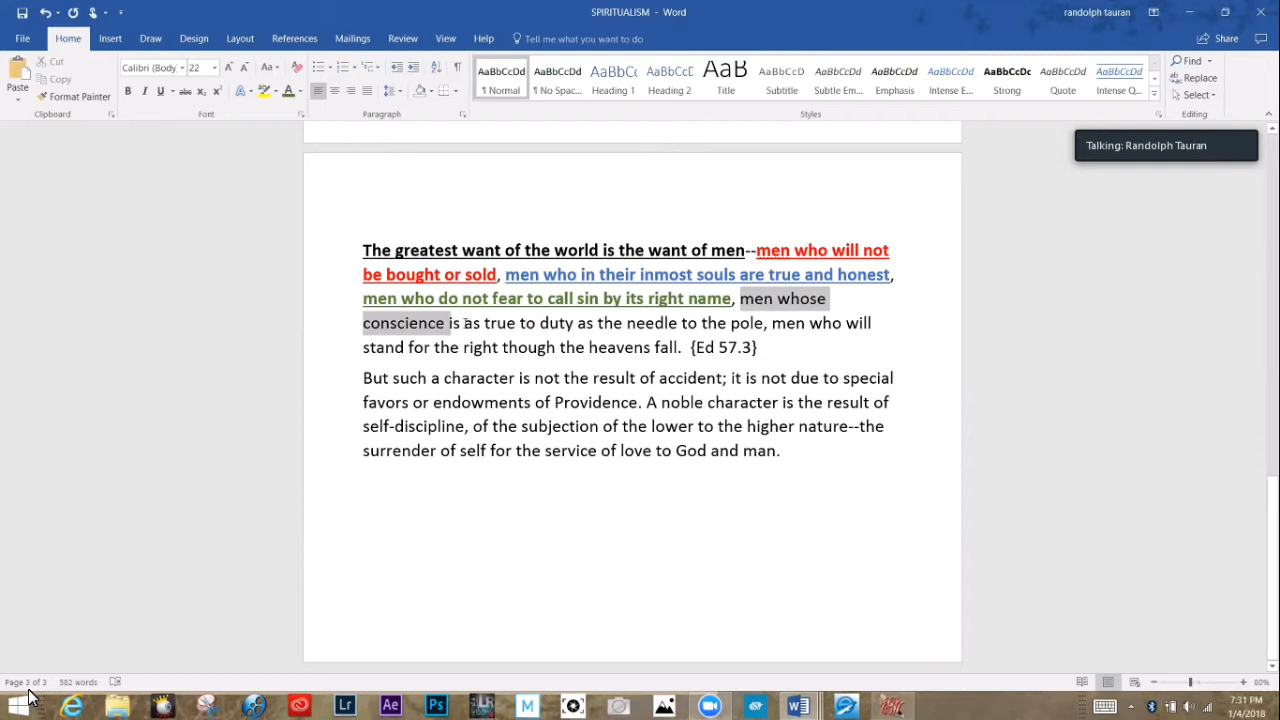 SPIRITUALISM - Word
randolph tauran
File Home Insert Draw Design Layout References Mailings Review View Help Tell me what you want to do Share
Paste
Cut
Copy
Format Painter
Clipboard
Calibri (Body) 22
Font
Paragraph
AaBbCcDd AaBbCcDd AaBbCc AaBbCcC AaB AaBbCcD AaBbCcDd AaBbCcDd AaBbCcDd AaBbCcDc AaBbCcDd AaBbCcDd
¶ Normal ¶ No Spac... Heading 1 Heading 2 Title Subtitle Subtle Em... Emphasis Intense E... Strong Quote Intense Q...
Styles
Find
Replace
Select
Editing
Talking: Randolph Tauran
The greatest want of the world is the want of men--men who will not
be bought or sold, men who in their inmost souls are true and honest,
men who do not fear to call sin by its right name, men whose
conscience is as true to duty as the needle to the pole, men who will
stand for the right though the heavens fall. {Ed 57.3}
But such a character is not the result of accident; it is not due to special
favors or endowments of Providence. A noble character is the result of
self-discipline, of the subjection of the lower to the higher nature--the
surrender of self for the service of love to God and man.
Page 3 of 3 582 words
80%
Lr Ae Ps M
7:31 PM
1/4/2018